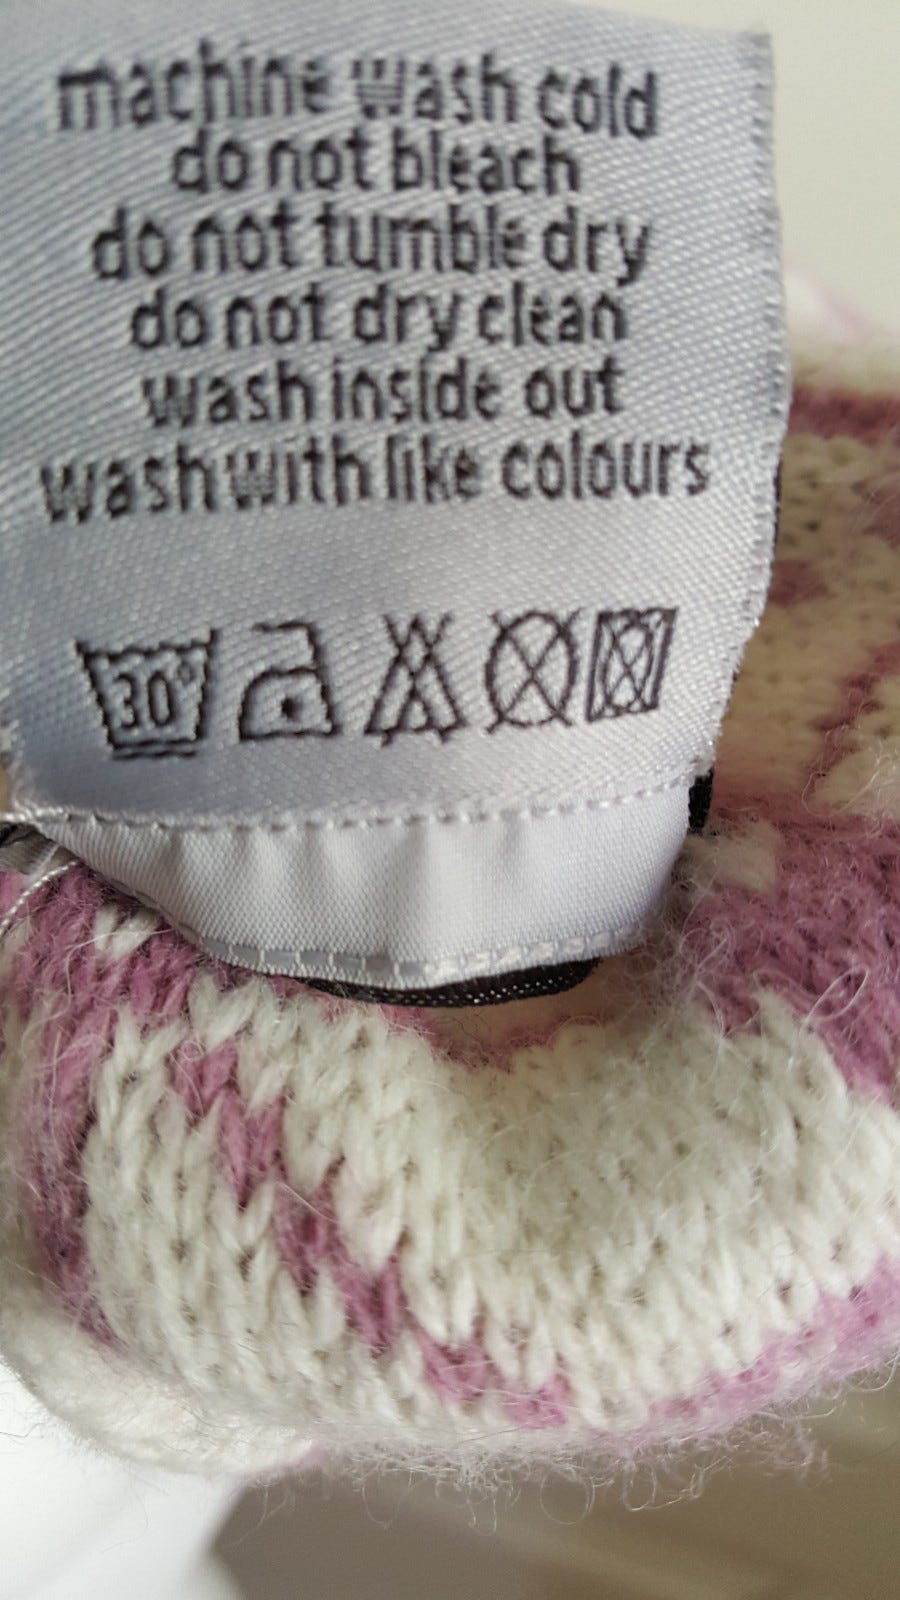 machine wash cold
do not bleach
do not tumble dry
do not dry clean
wash inside out
wash with like colours
30°